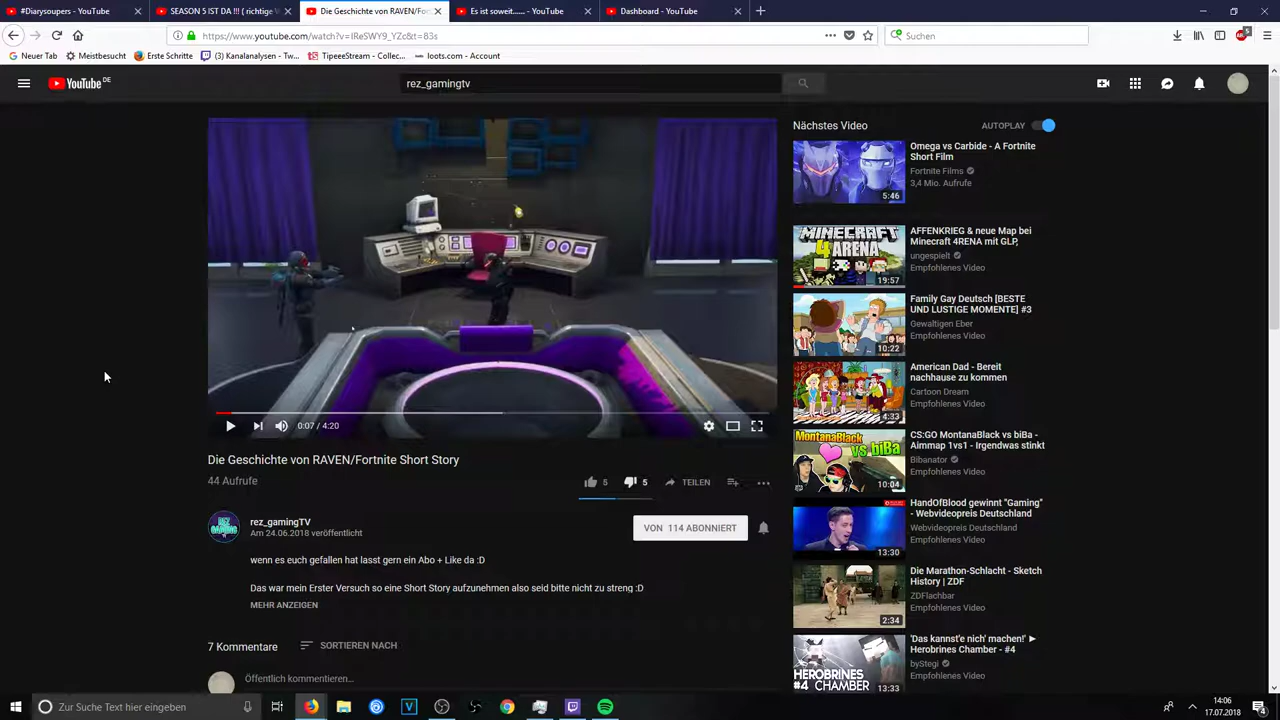 #Diarysoupers - YouTube
SEASON 5 IST DA !!! ( richtige
Die Geschichte von RAVEN/For
Es ist soweit...... - YouTube
Dashboard - YouTube
https://www.youtube.com/watch?v=IReSWY9_YZc&t=83s
Suchen
Neuer Tab
Meistbesucht
Erste Schritte
(3) Kanalanalysen - Tw...
TipeeeStream - Collec...
loots.com - Account
YouTube DE
rez_gamingtv
Nächstes Video
AUTOPLAY
Omega vs Carbide - A Fortnite
Short Film
Fortnite Films
3,4 Mio. Aufrufe
5:46
MINECRAFT
4 ARENA
19:57
AFFENKRIEG & neue Map bei
Minecraft 4RENA mit GLP,
ungespielt
Empfohlenes Video
Family Gay Deutsch [BESTE
UND LUSTIGE MOMENTE] #3
Gewaltigen Eber
Empfohlenes Video
10:22
American Dad - Bereit
nachhause zu kommen
Cartoon Dream
Empfohlenes Video
4:33
MONTANABLACK
VS BIBA
10:04
CS:GO MontanaBlack vs biBa -
Aimmap 1vs1 - Irgendwas stinkt
Bibanator
Empfohlenes Video
HandOfBlood gewinnt "Gaming"
- Webvideopreis Deutschland
Webvideopreis Deutschland
Empfohlenes Video
13:30
Die Marathon-Schlacht - Sketch
History | ZDF
ZDFlachbar
Empfohlenes Video
2:34
HEROBRINES
#4 CHAMBER
13:33
'Das kannst'e nich' machen!' ►
Herobrines Chamber - #4
byStegi
Empfohlenes Video
0:07 / 4:20
Die Geschichte von RAVEN/Fortnite Short Story
44 Aufrufe
5
5
TEILEN
rez_gamingTV
Am 24.06.2018 veröffentlicht
VON 114 ABONNIERT
wenn es euch gefallen hat lasst gern ein Abo + Like da :D
Das war mein Erster Versuch so eine Short Story aufzunehmen also seid bitte nicht zu streng :D
MEHR ANZEIGEN
7 Kommentare
SORTIEREN NACH
Öffentlich kommentieren...
Zur Suche Text hier eingeben
14:06
17.07.2018
4